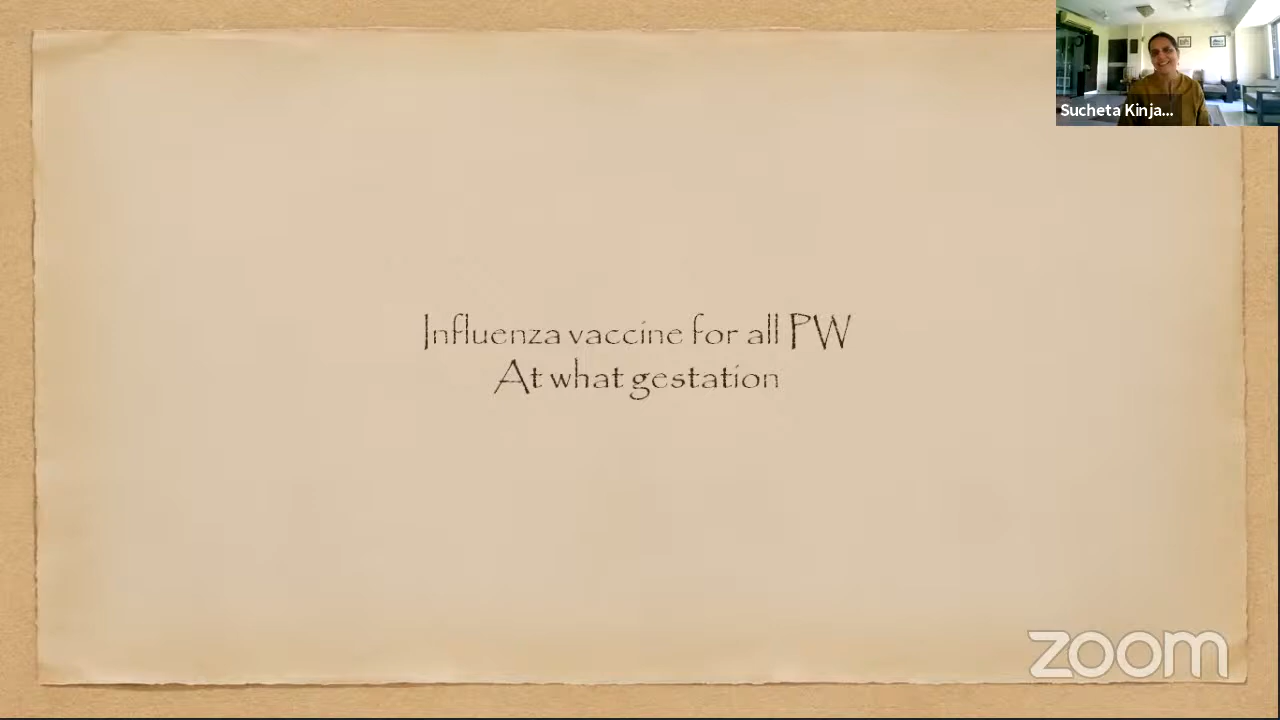 Sucheta Kinja...
Influenza vaccine for all PW
At what gestation
zoom